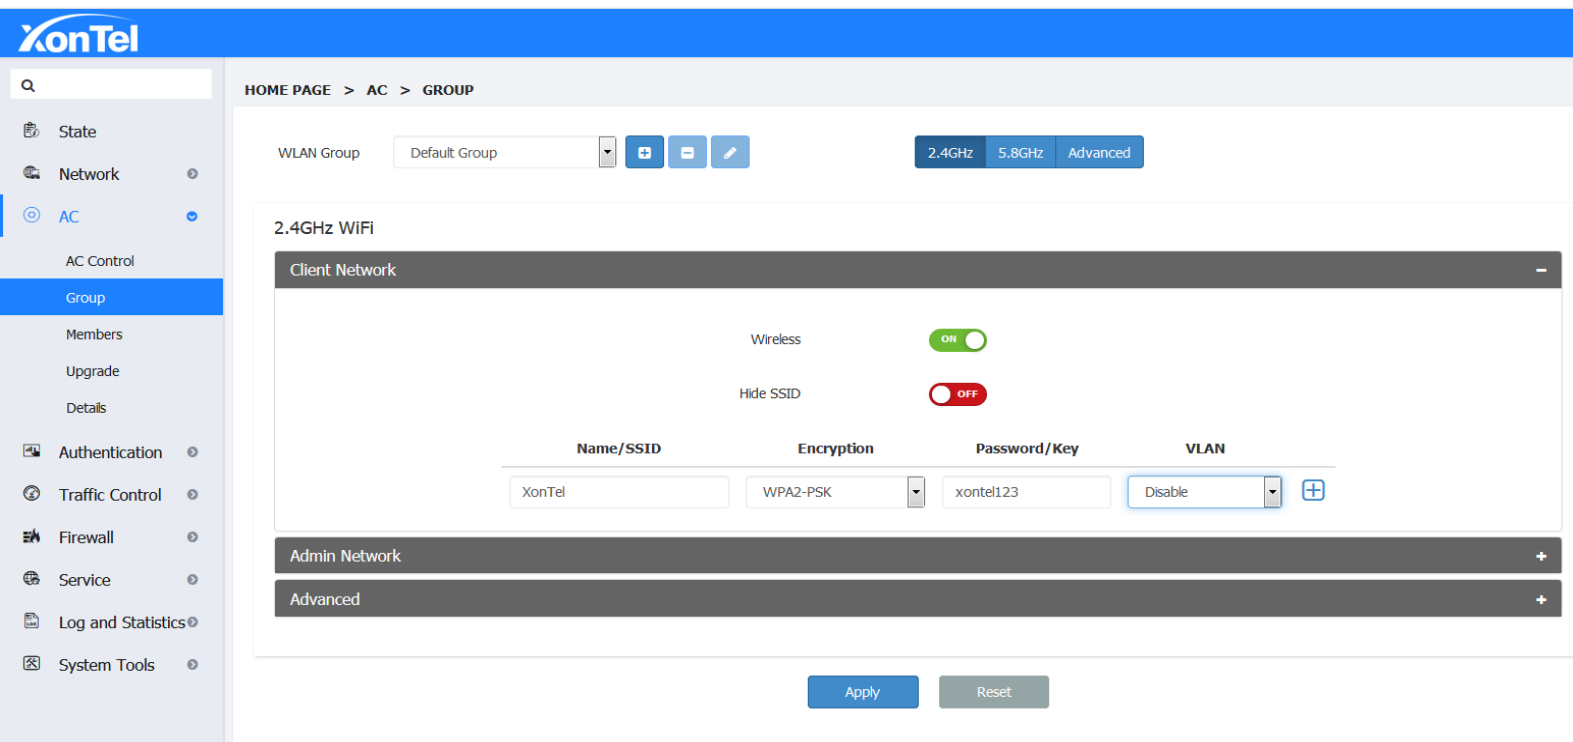 XonTel
HOME PAGE > AC > GROUP
State
Network
AC
AC Control
Group
Members
Upgrade
Details
Authentication
Traffic Control
Firewall
Service
Log and Statistics
System Tools
WLAN Group Default Group 2.4GHz 5.8GHz Advanced
2.4GHz WiFi
Client Network
Wireless ON
Hide SSID OFF
Name/SSID Encryption Password/Key VLAN
XonTel WPA2-PSK xontel123 Disable
Admin Network
Advanced
Apply Reset